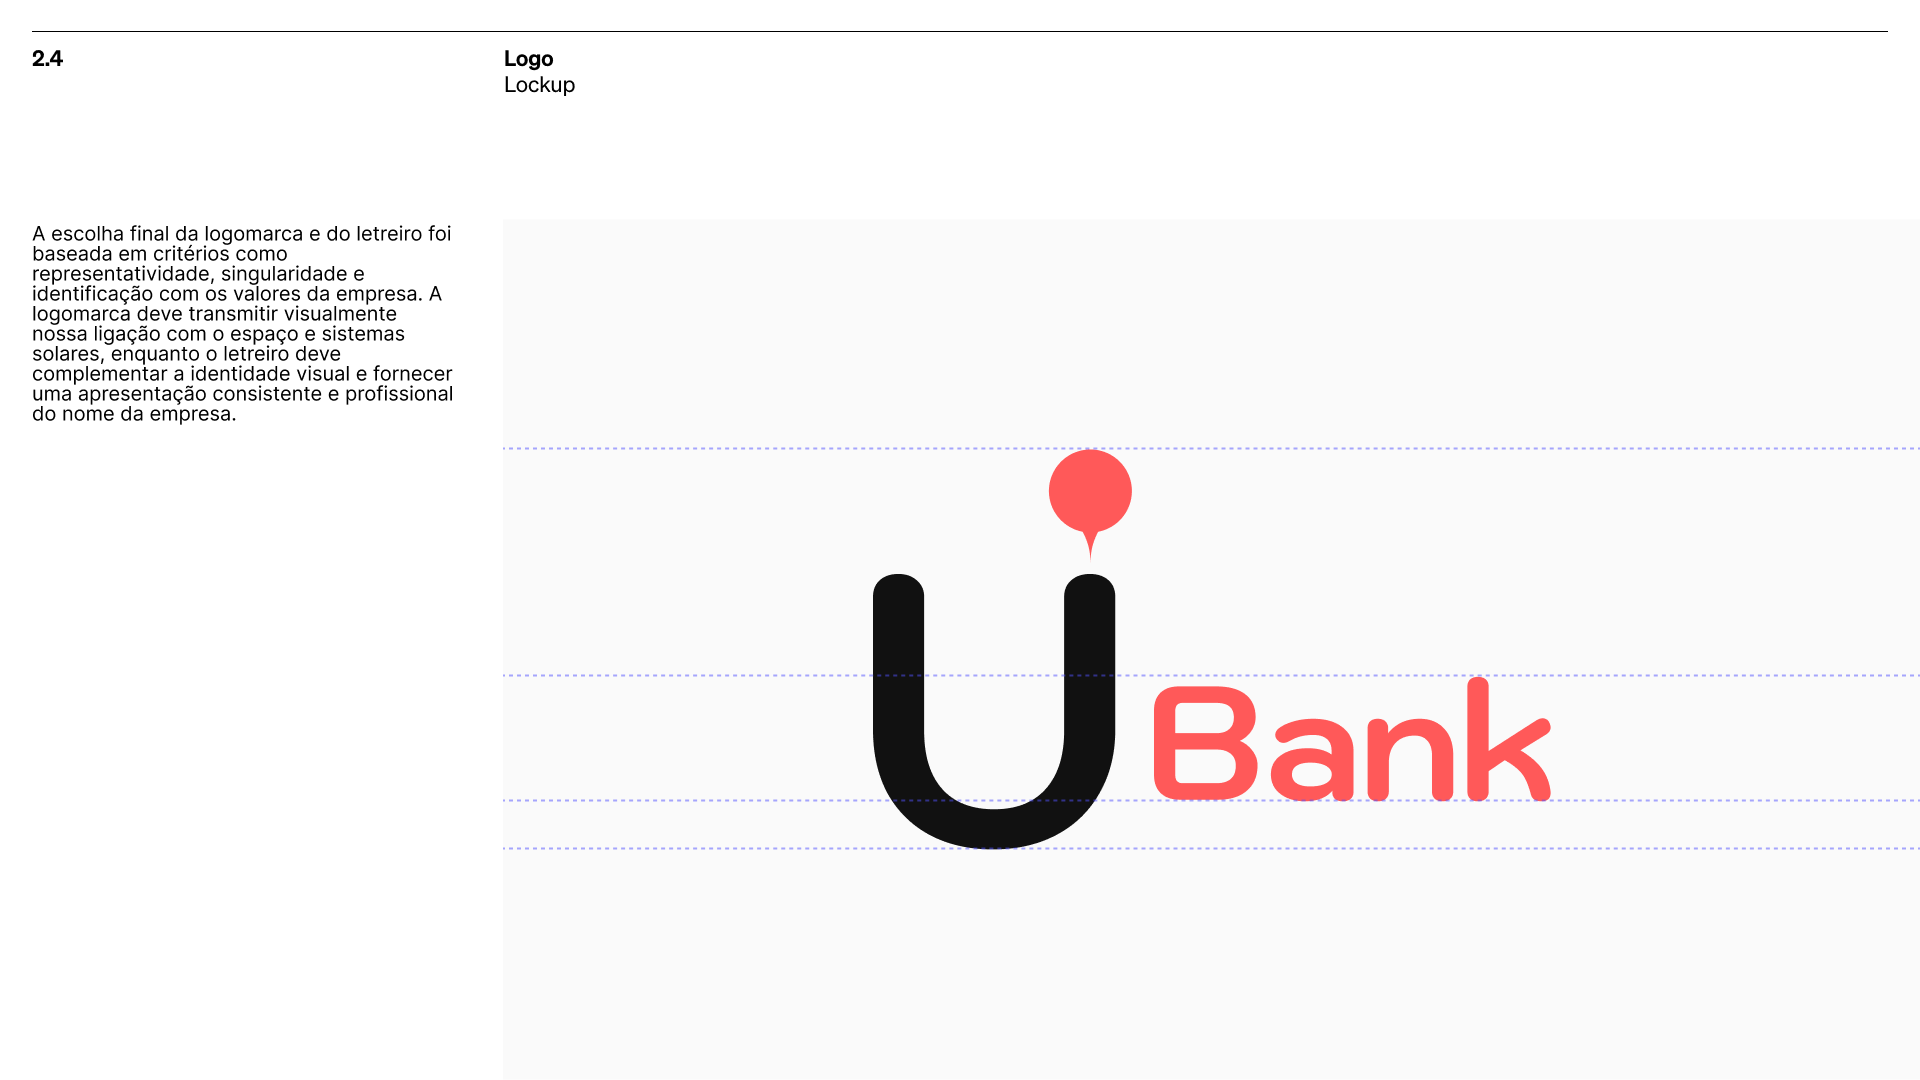 2.4
Logo
Lockup
A escolha final da logomarca e do letreiro foi
baseada em critérios como
representatividade, singularidade e
identificação com os valores da empresa. A
logomarca deve transmitir visualmente
nossa ligação com o espaço e sistemas
solares, enquanto o letreiro deve
complementar a identidade visual e fornecer
uma apresentação consistente e profissional
do nome da empresa.
U Bank